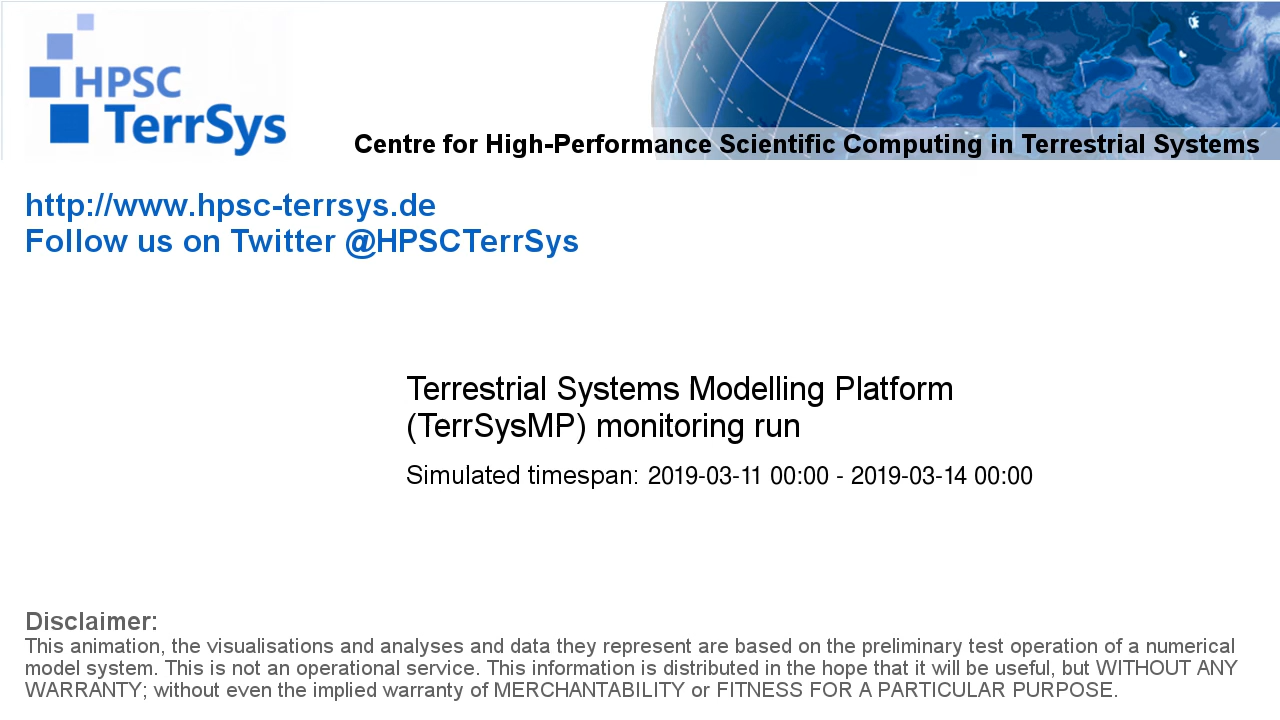 HPSC
TerrSys
Centre for High-Performance Scientific Computing in Terrestrial Systems
http://www.hpsc-terrsys.de
Follow us on Twitter @HPSCTerrSys
Terrestrial Systems Modelling Platform
(TerrSysMP) monitoring run
Simulated timespan: 2019-03-11 00:00 - 2019-03-14 00:00
Disclaimer:
This animation, the visualisations and analyses and data they represent are based on the preliminary test operation of a numerical
model system. This is not an operational service. This information is distributed in the hope that it will be useful, but WITHOUT ANY
WARRANTY; without even the implied warranty of MERCHANTABILITY or FITNESS FOR A PARTICULAR PURPOSE.